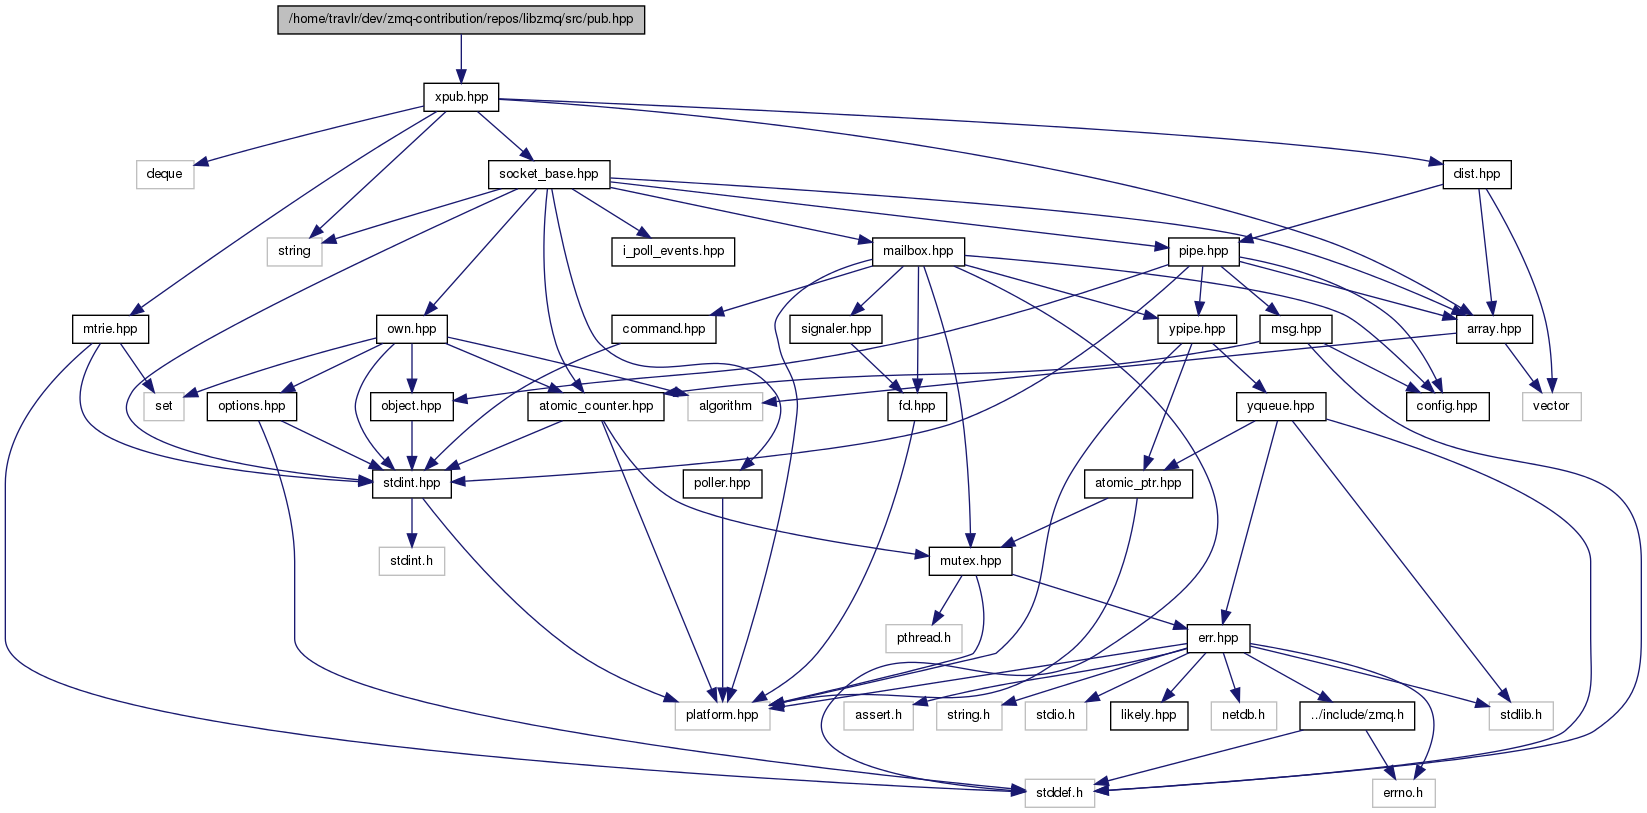 /home/travlr/dev/zmq-contribution/repos/libzmq/src/pub.hpp
xpub.hpp
deque
socket_base.hpp
dist.hpp
string
i_poll_events.hpp
mailbox.hpp
pipe.hpp
mtrie.hpp
own.hpp
command.hpp
signaler.hpp
ypipe.hpp
msg.hpp
array.hpp
set
options.hpp
object.hpp
atomic_counter.hpp
algorithm
fd.hpp
yqueue.hpp
config.hpp
vector
stdint.hpp
poller.hpp
atomic_ptr.hpp
stdint.h
mutex.hpp
pthread.h
err.hpp
platform.hpp
assert.h
string.h
stdio.h
likely.hpp
netdb.h
../include/zmq.h
stdlib.h
stddef.h
errno.h